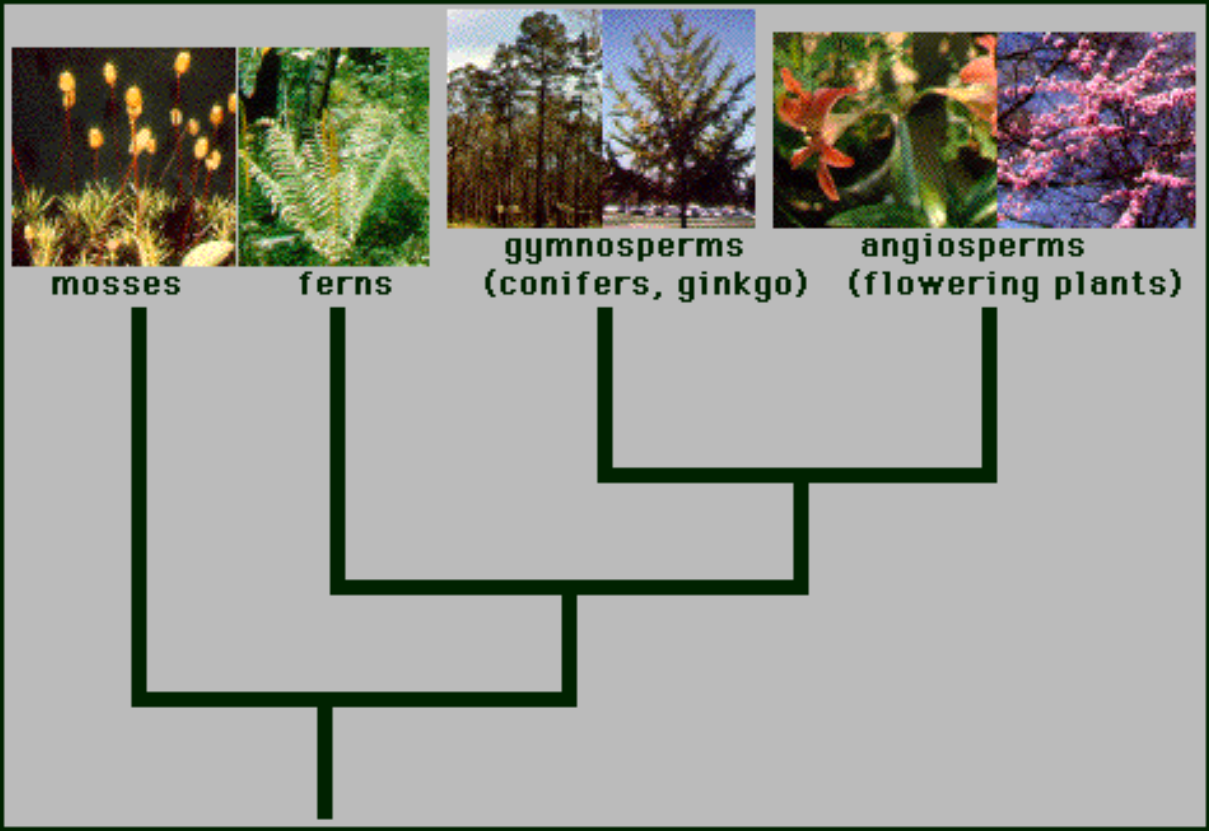 mosses
ferns
gymnosperms
(conifers, ginkgo)
angiosperms
(flowering plants)